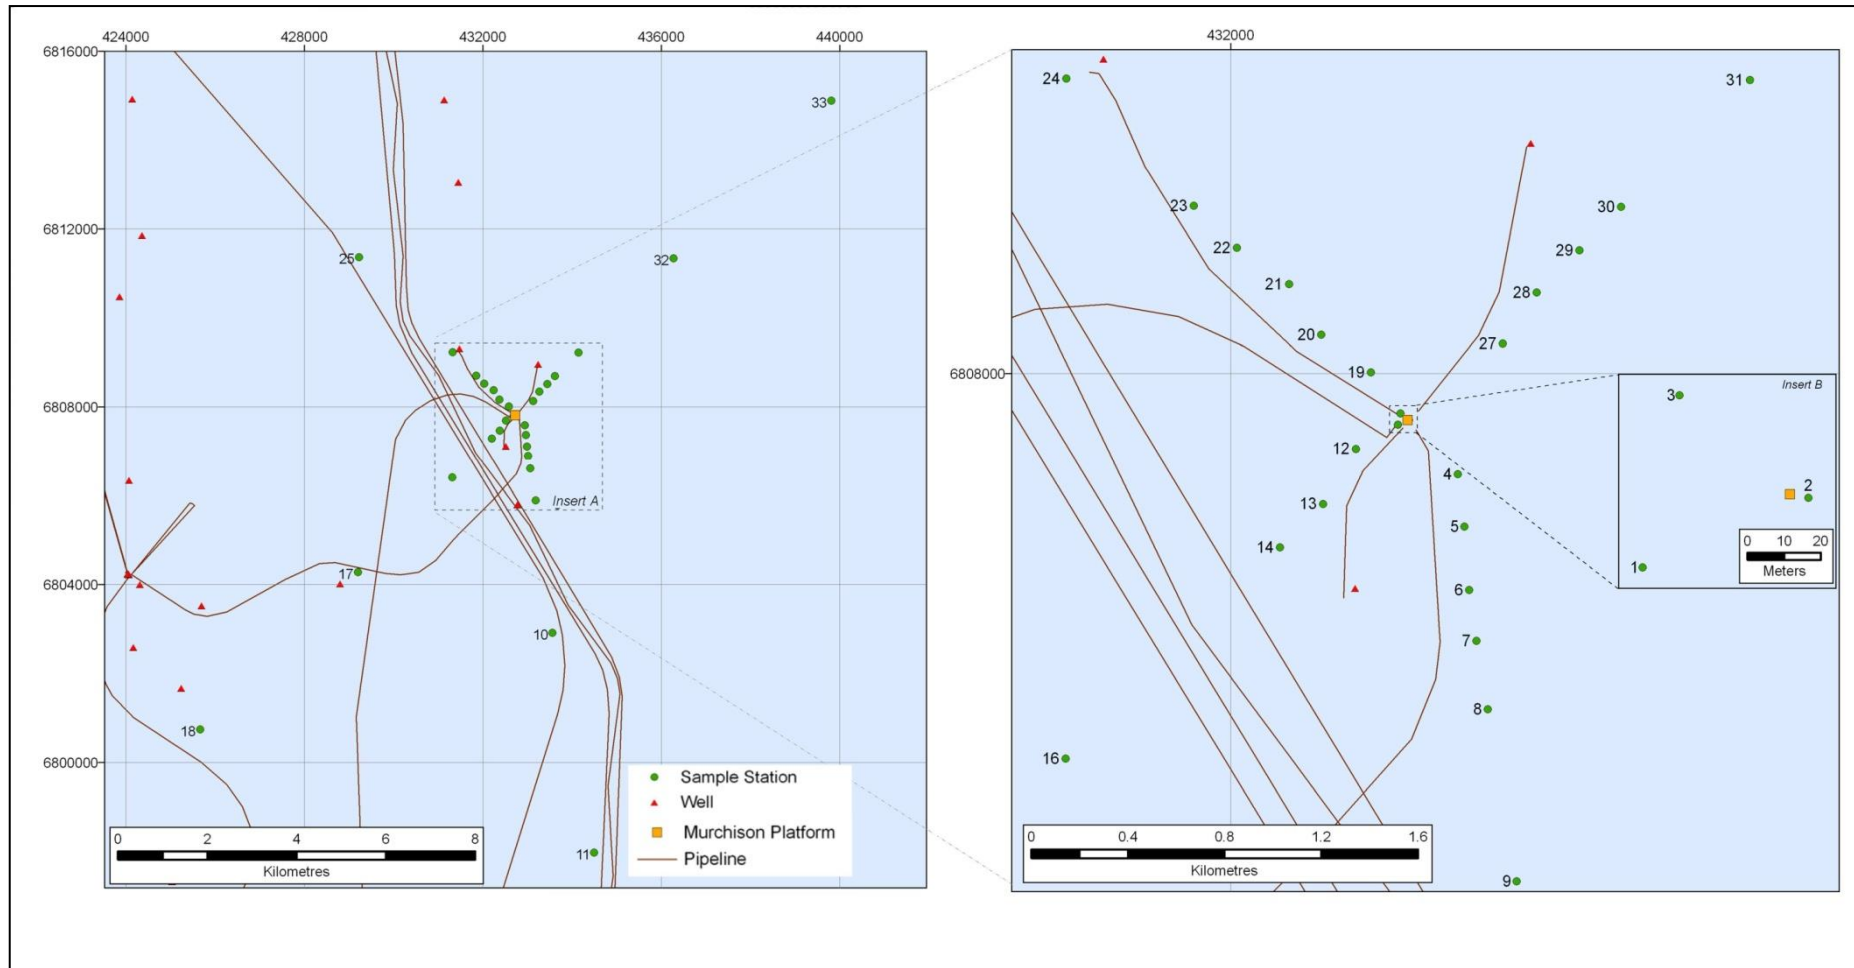 424000 428000 432000 436000 440000
6816000
6812000
6808000
6804000
6800000
33
32
25
17
10
18
11
Insert A
Sample Station
Well
Murchison Platform
Pipeline
0 2 4 6 8
Kilometres
432000
6808000
24
31
23
30
22
29
21
28
20
27
19
12
4
13
5
14
6
7
8
16
9
Insert B
3
2
1
0 10 20
Meters
0 0.4 0.8 1.2 1.6
Kilometres